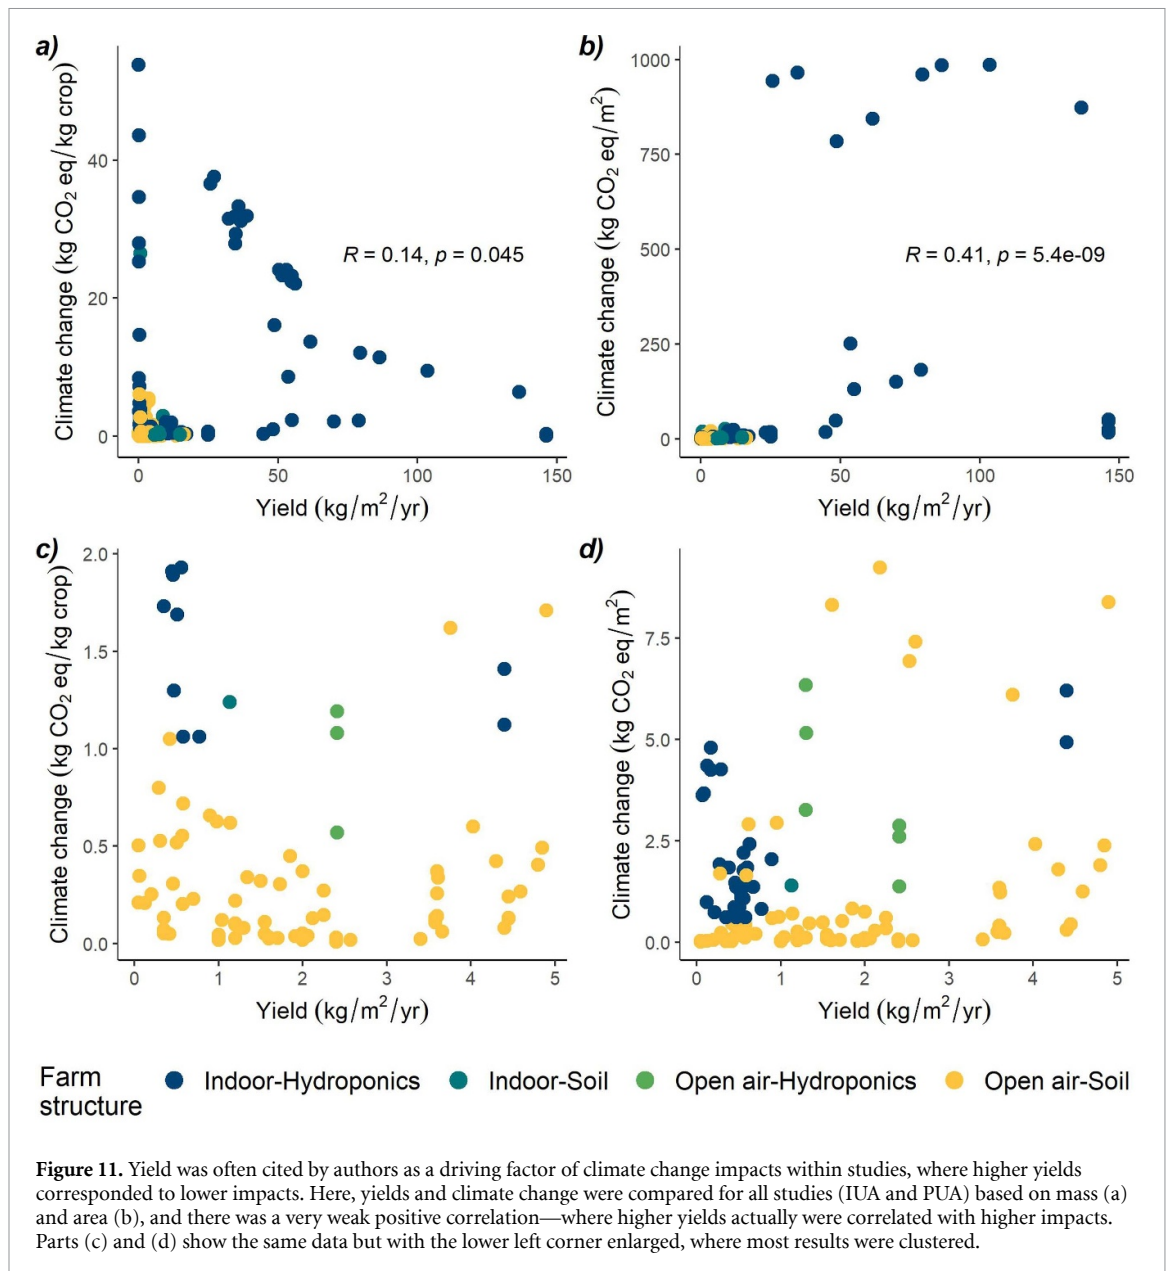 a)
Climate change (kg CO₂ eq/kg crop)
40
20
0
R = 0.14, p = 0.045
0 50 100 150
Yield (kg/m²/yr)
b)
Climate change (kg CO₂ eq/m²)
1000
750
500
250
0
R = 0.41, p = 5.4e-09
0 50 100 150
Yield (kg/m²/yr)
c)
Climate change (kg CO₂ eq/kg crop)
2.0
1.5
1.0
0.5
0.0
0 1 2 3 4 5
Yield (kg/m²/yr)
d)
Climate change (kg CO₂ eq/m²)
7.5
5.0
2.5
0.0
0 1 2 3 4 5
Yield (kg/m²/yr)
Farm
structure
Indoor-Hydroponics
Indoor-Soil
Open air-Hydroponics
Open air-Soil
Figure 11. Yield was often cited by authors as a driving factor of climate change impacts within studies, where higher yields
corresponded to lower impacts. Here, yields and climate change were compared for all studies (IUA and PUA) based on mass (a)
and area (b), and there was a very weak positive correlation—where higher yields actually were correlated with higher impacts.
Parts (c) and (d) show the same data but with the lower left corner enlarged, where most results were clustered.